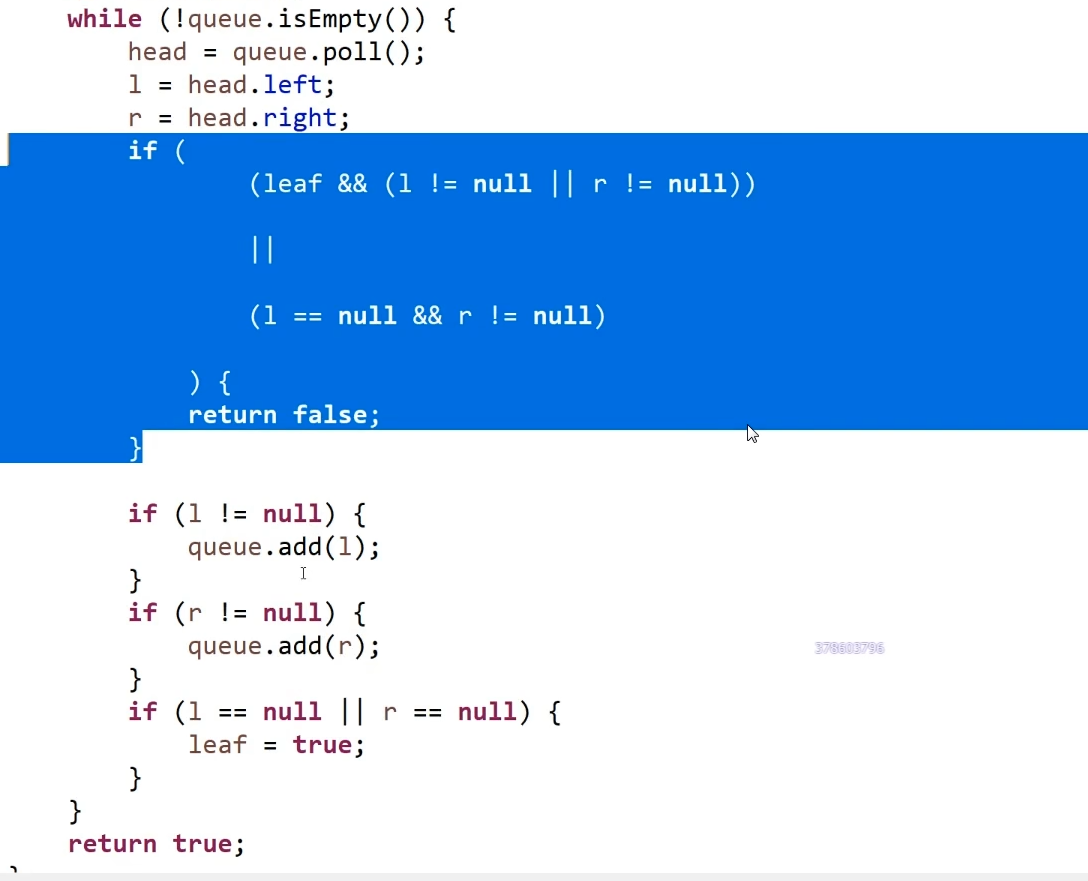 while (!queue.isEmpty()) {
head = queue.poll();
l = head.left;
r = head.right;
if (
(leaf && (l != null || r != null))
||
(l == null && r != null)
) {
return false;
}
if (l != null) {
queue.add(l);
}
if (r != null) {
queue.add(r);
}
378603796
if (l == null || r == null) {
leaf = true;
}
}
return true;